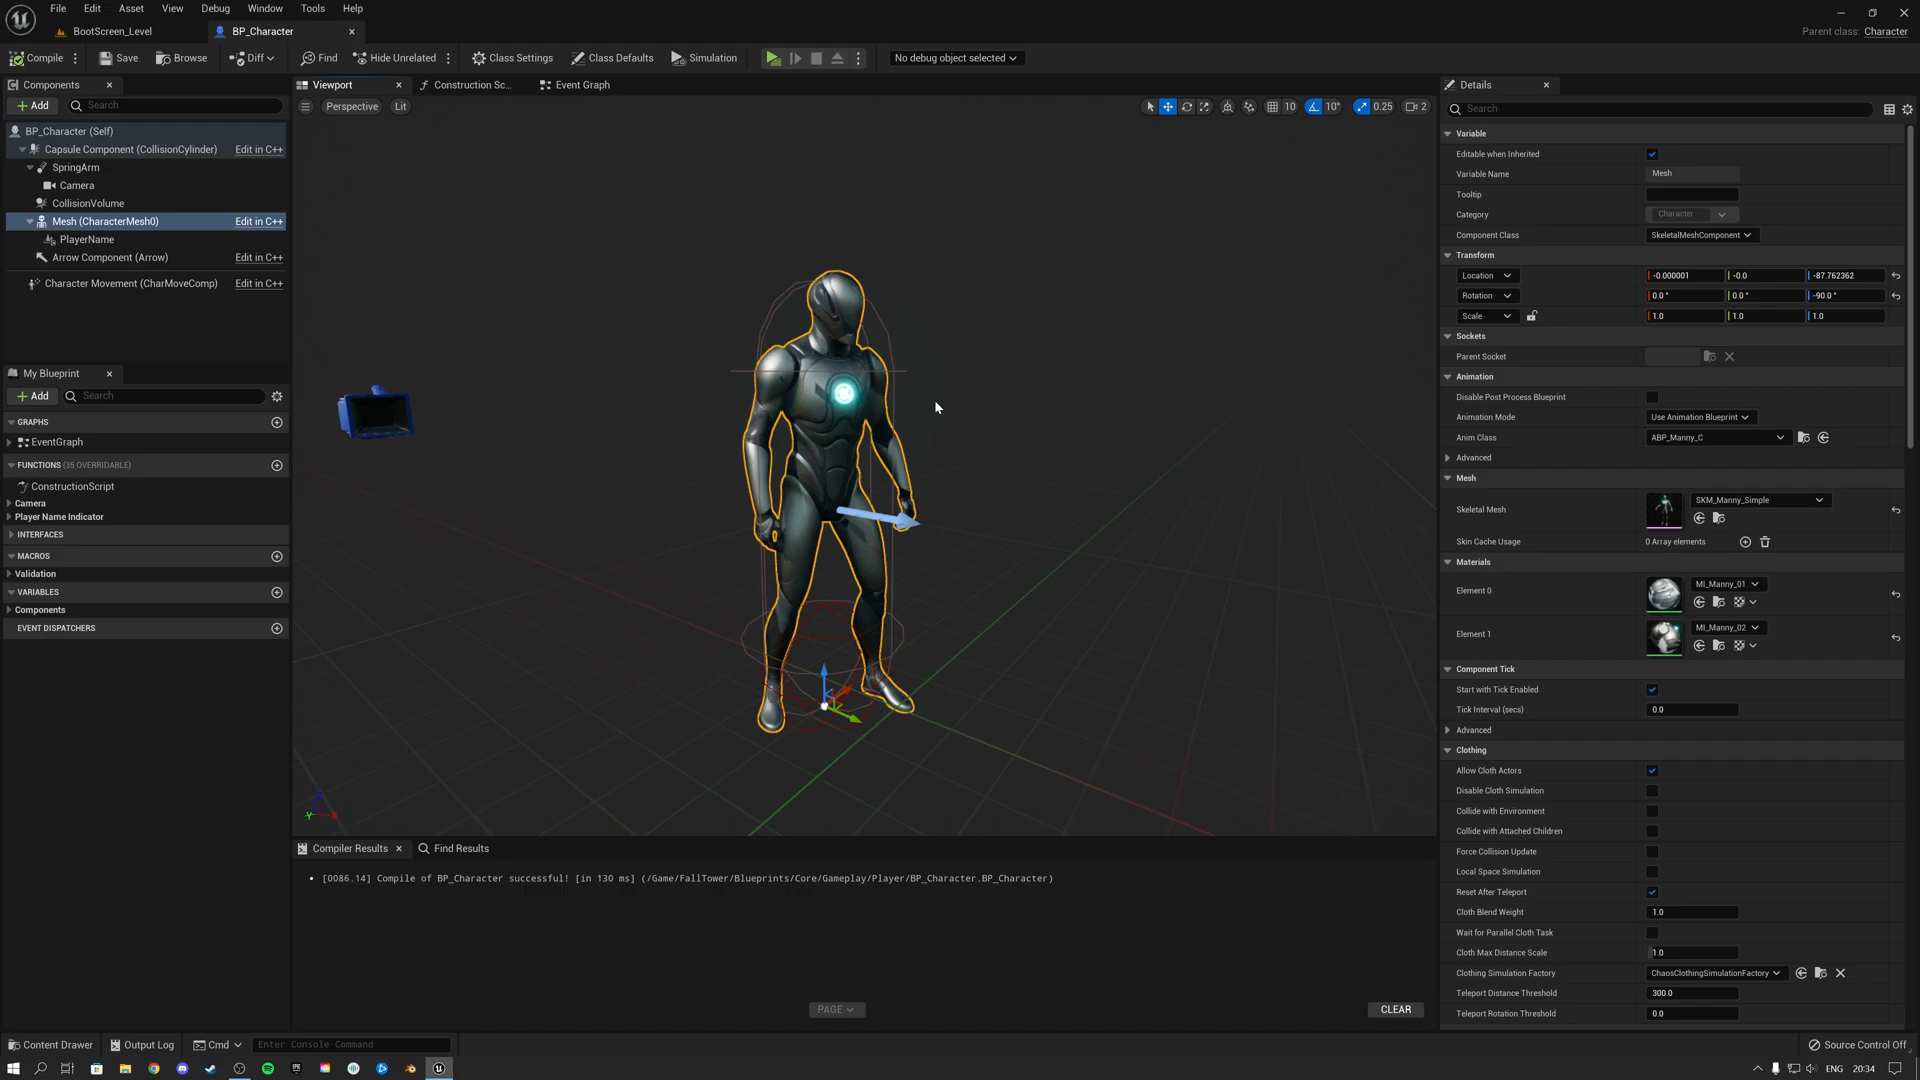 File Edit Asset View Debug Window Tools Help
BootScreen_Level BP_Character
Parent class: Character
Compile Save Browse Diff Find Hide Unrelated Class Settings Class Defaults Simulation No debug object selected
Components
Add Search
BP_Character (Self)
Capsule Component (CollisionCylinder) Edit in C++
SpringArm
Camera
CollisionVolume
Mesh (CharacterMesh0) Edit in C++
PlayerName
Arrow Component (Arrow) Edit in C++
Character Movement (CharMoveComp) Edit in C++
My Blueprint
Add Search
GRAPHS
EventGraph
FUNCTIONS (35 OVERRIDABLE)
ConstructionScript
Camera
Player Name Indicator
INTERFACES
MACROS
Validation
VARIABLES
Components
EVENT DISPATCHERS
Viewport Construction Sc... Event Graph
Perspective Lit 10 10° 0.25 2
Z
Y X
Compiler Results Find Results
[0086.14] Compile of BP_Character successful! [in 130 ms] (/Game/FallTower/Blueprints/Core/Gameplay/Player/BP_Character.BP_Character)
PAGE CLEAR
Details
Search
Variable
Editable when Inherited
Variable Name Mesh
Tooltip
Category Character
Component Class SkeletalMeshComponent
Transform
Location -0.000001 -0.0 -87.762362
Rotation 0.0° 0.0° -90.0°
Scale 1.0 1.0 1.0
Sockets
Parent Socket
Animation
Disable Post Process Blueprint
Animation Mode Use Animation Blueprint
Anim Class ABP_Manny_C
Advanced
Mesh
Skeletal Mesh SKM_Manny_Simple
Skin Cache Usage 0 Array elements
Materials
Element 0 MI_Manny_01
Element 1 MI_Manny_02
Component Tick
Start with Tick Enabled
Tick Interval (secs) 0.0
Advanced
Clothing
Allow Cloth Actors
Disable Cloth Simulation
Collide with Environment
Collide with Attached Children
Force Collision Update
Local Space Simulation
Reset After Teleport
Cloth Blend Weight 1.0
Wait for Parallel Cloth Task
Cloth Max Distance Scale 1.0
Clothing Simulation Factory ChaosClothingSimulationFactory
Teleport Distance Threshold 300.0
Teleport Rotation Threshold 0.0
Content Drawer Output Log Cmd Enter Console Command Source Control Off
ENG 20:34